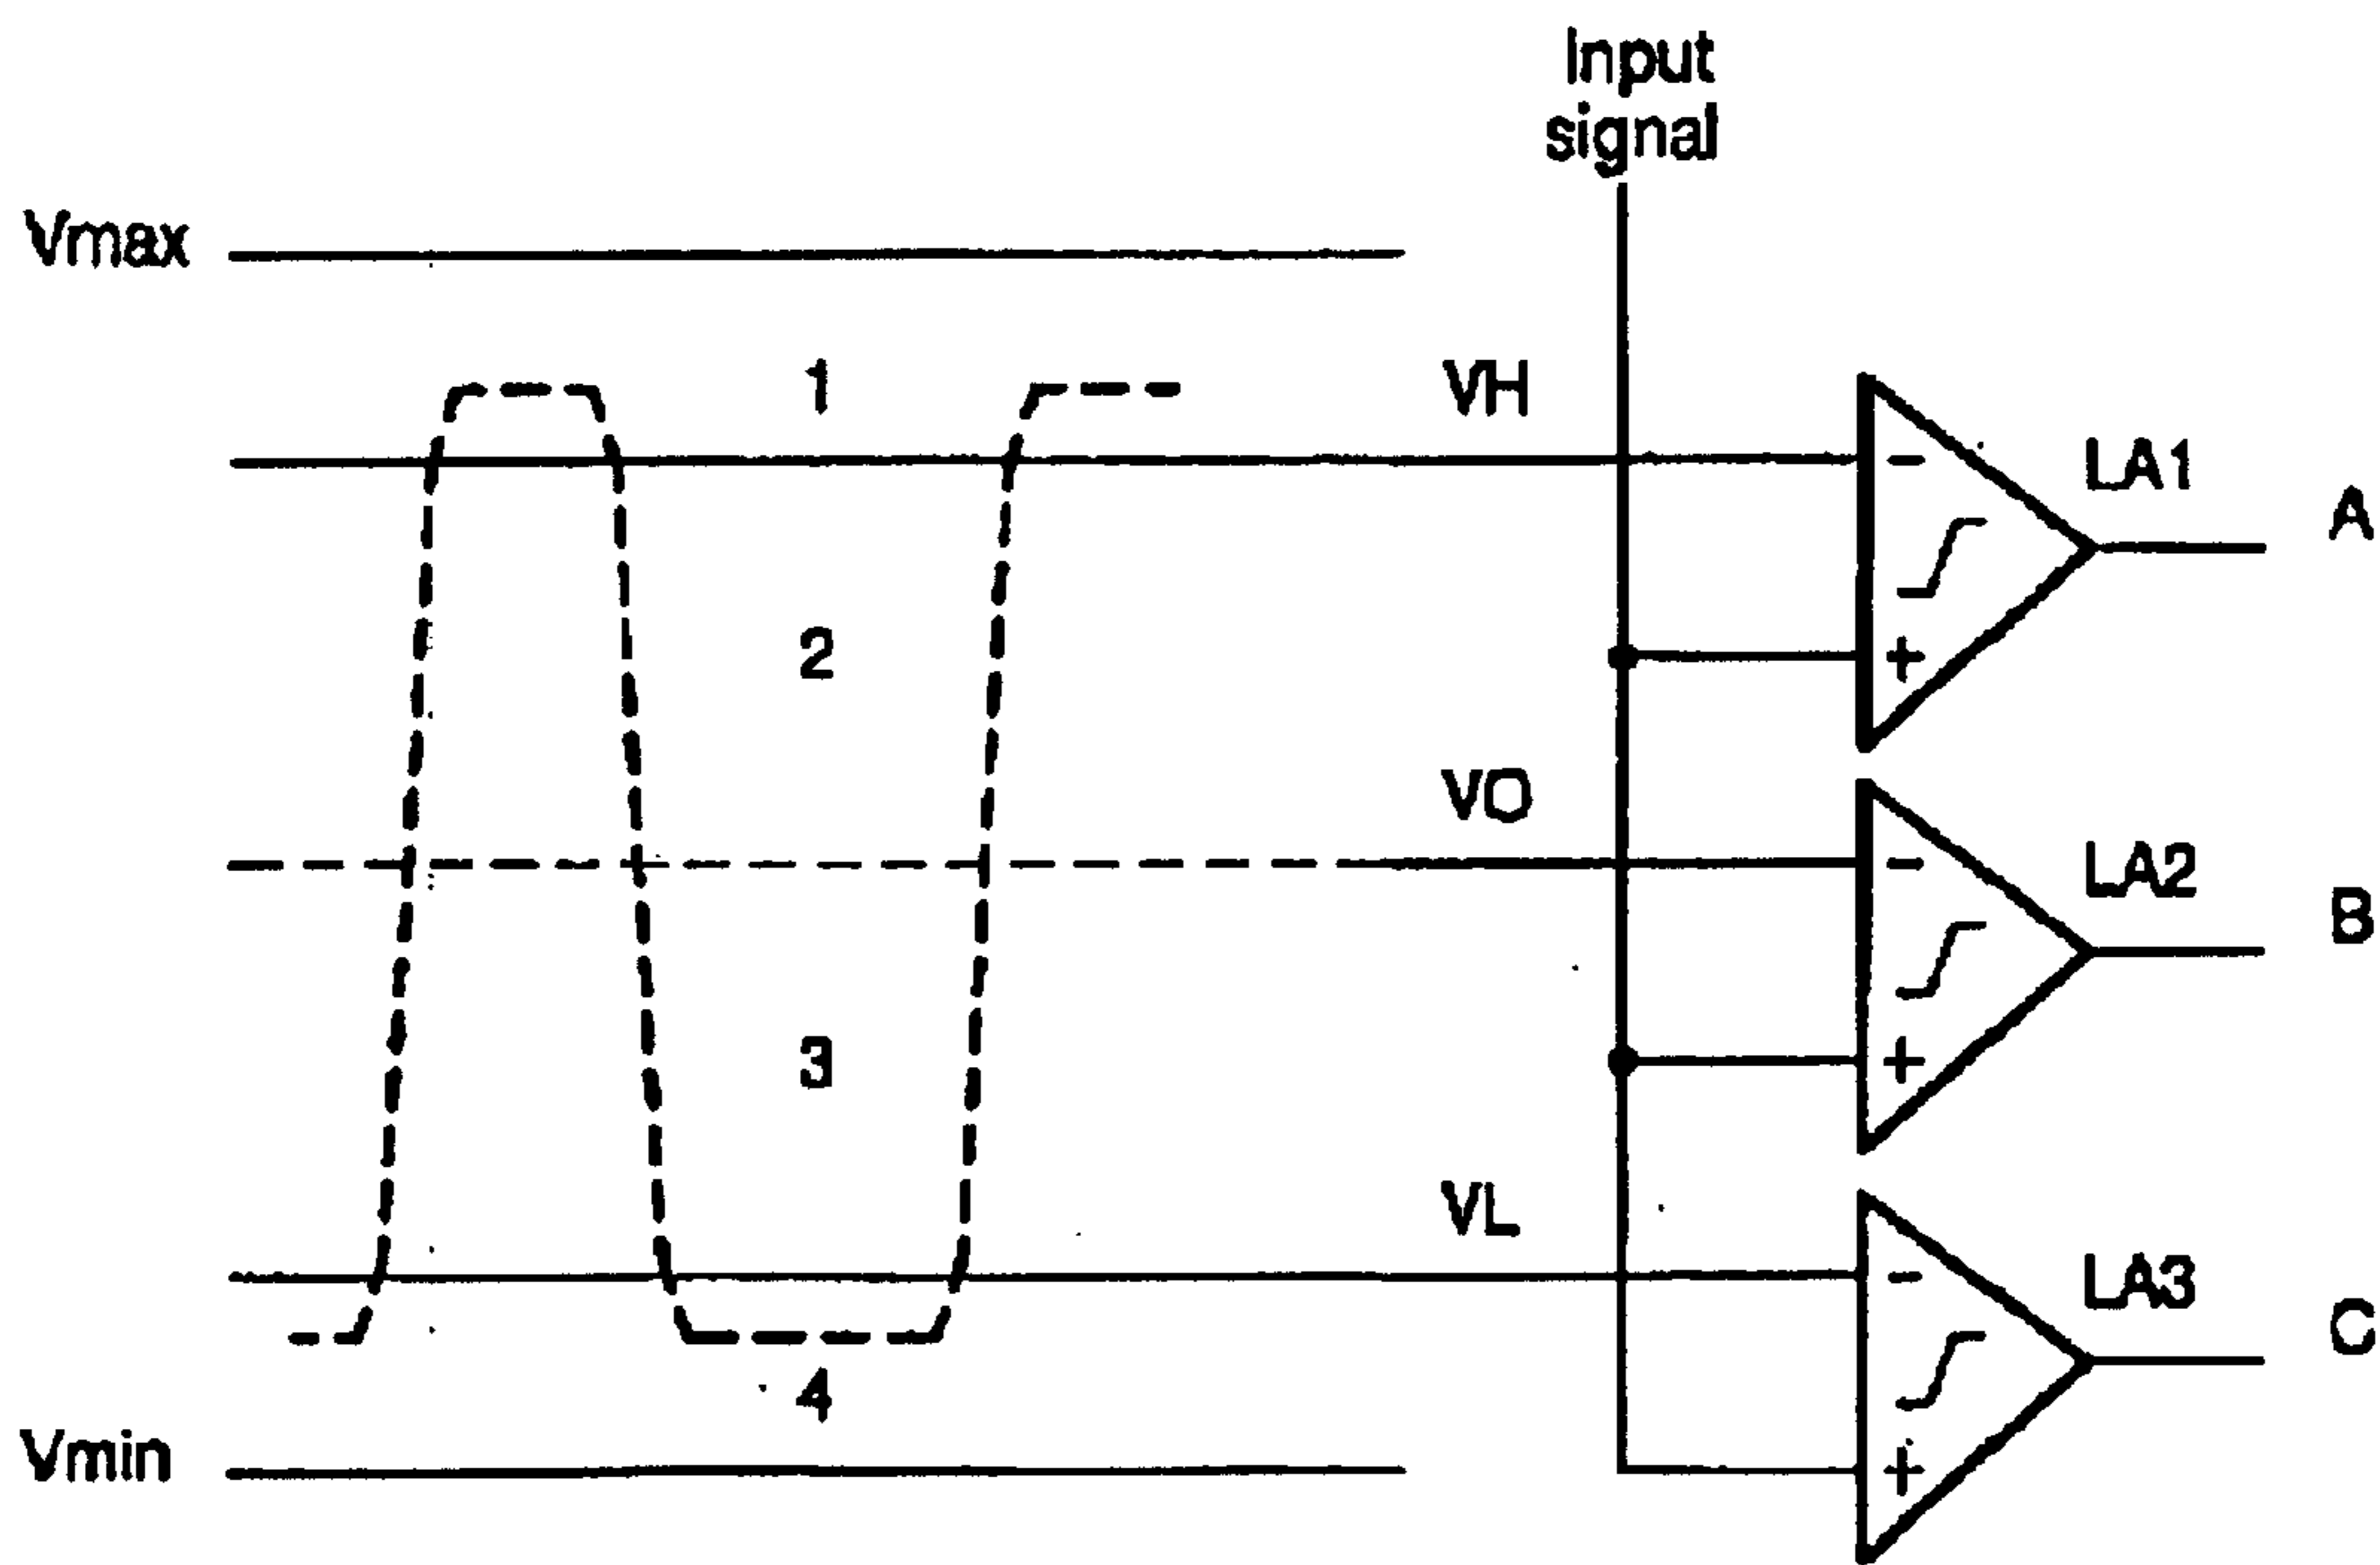 Input
signal
Vmax
1
VH
-
LA1
A
2
+
VO
-
LA2
B
3
+
VL
-
LA3
C
4
Vmin
+